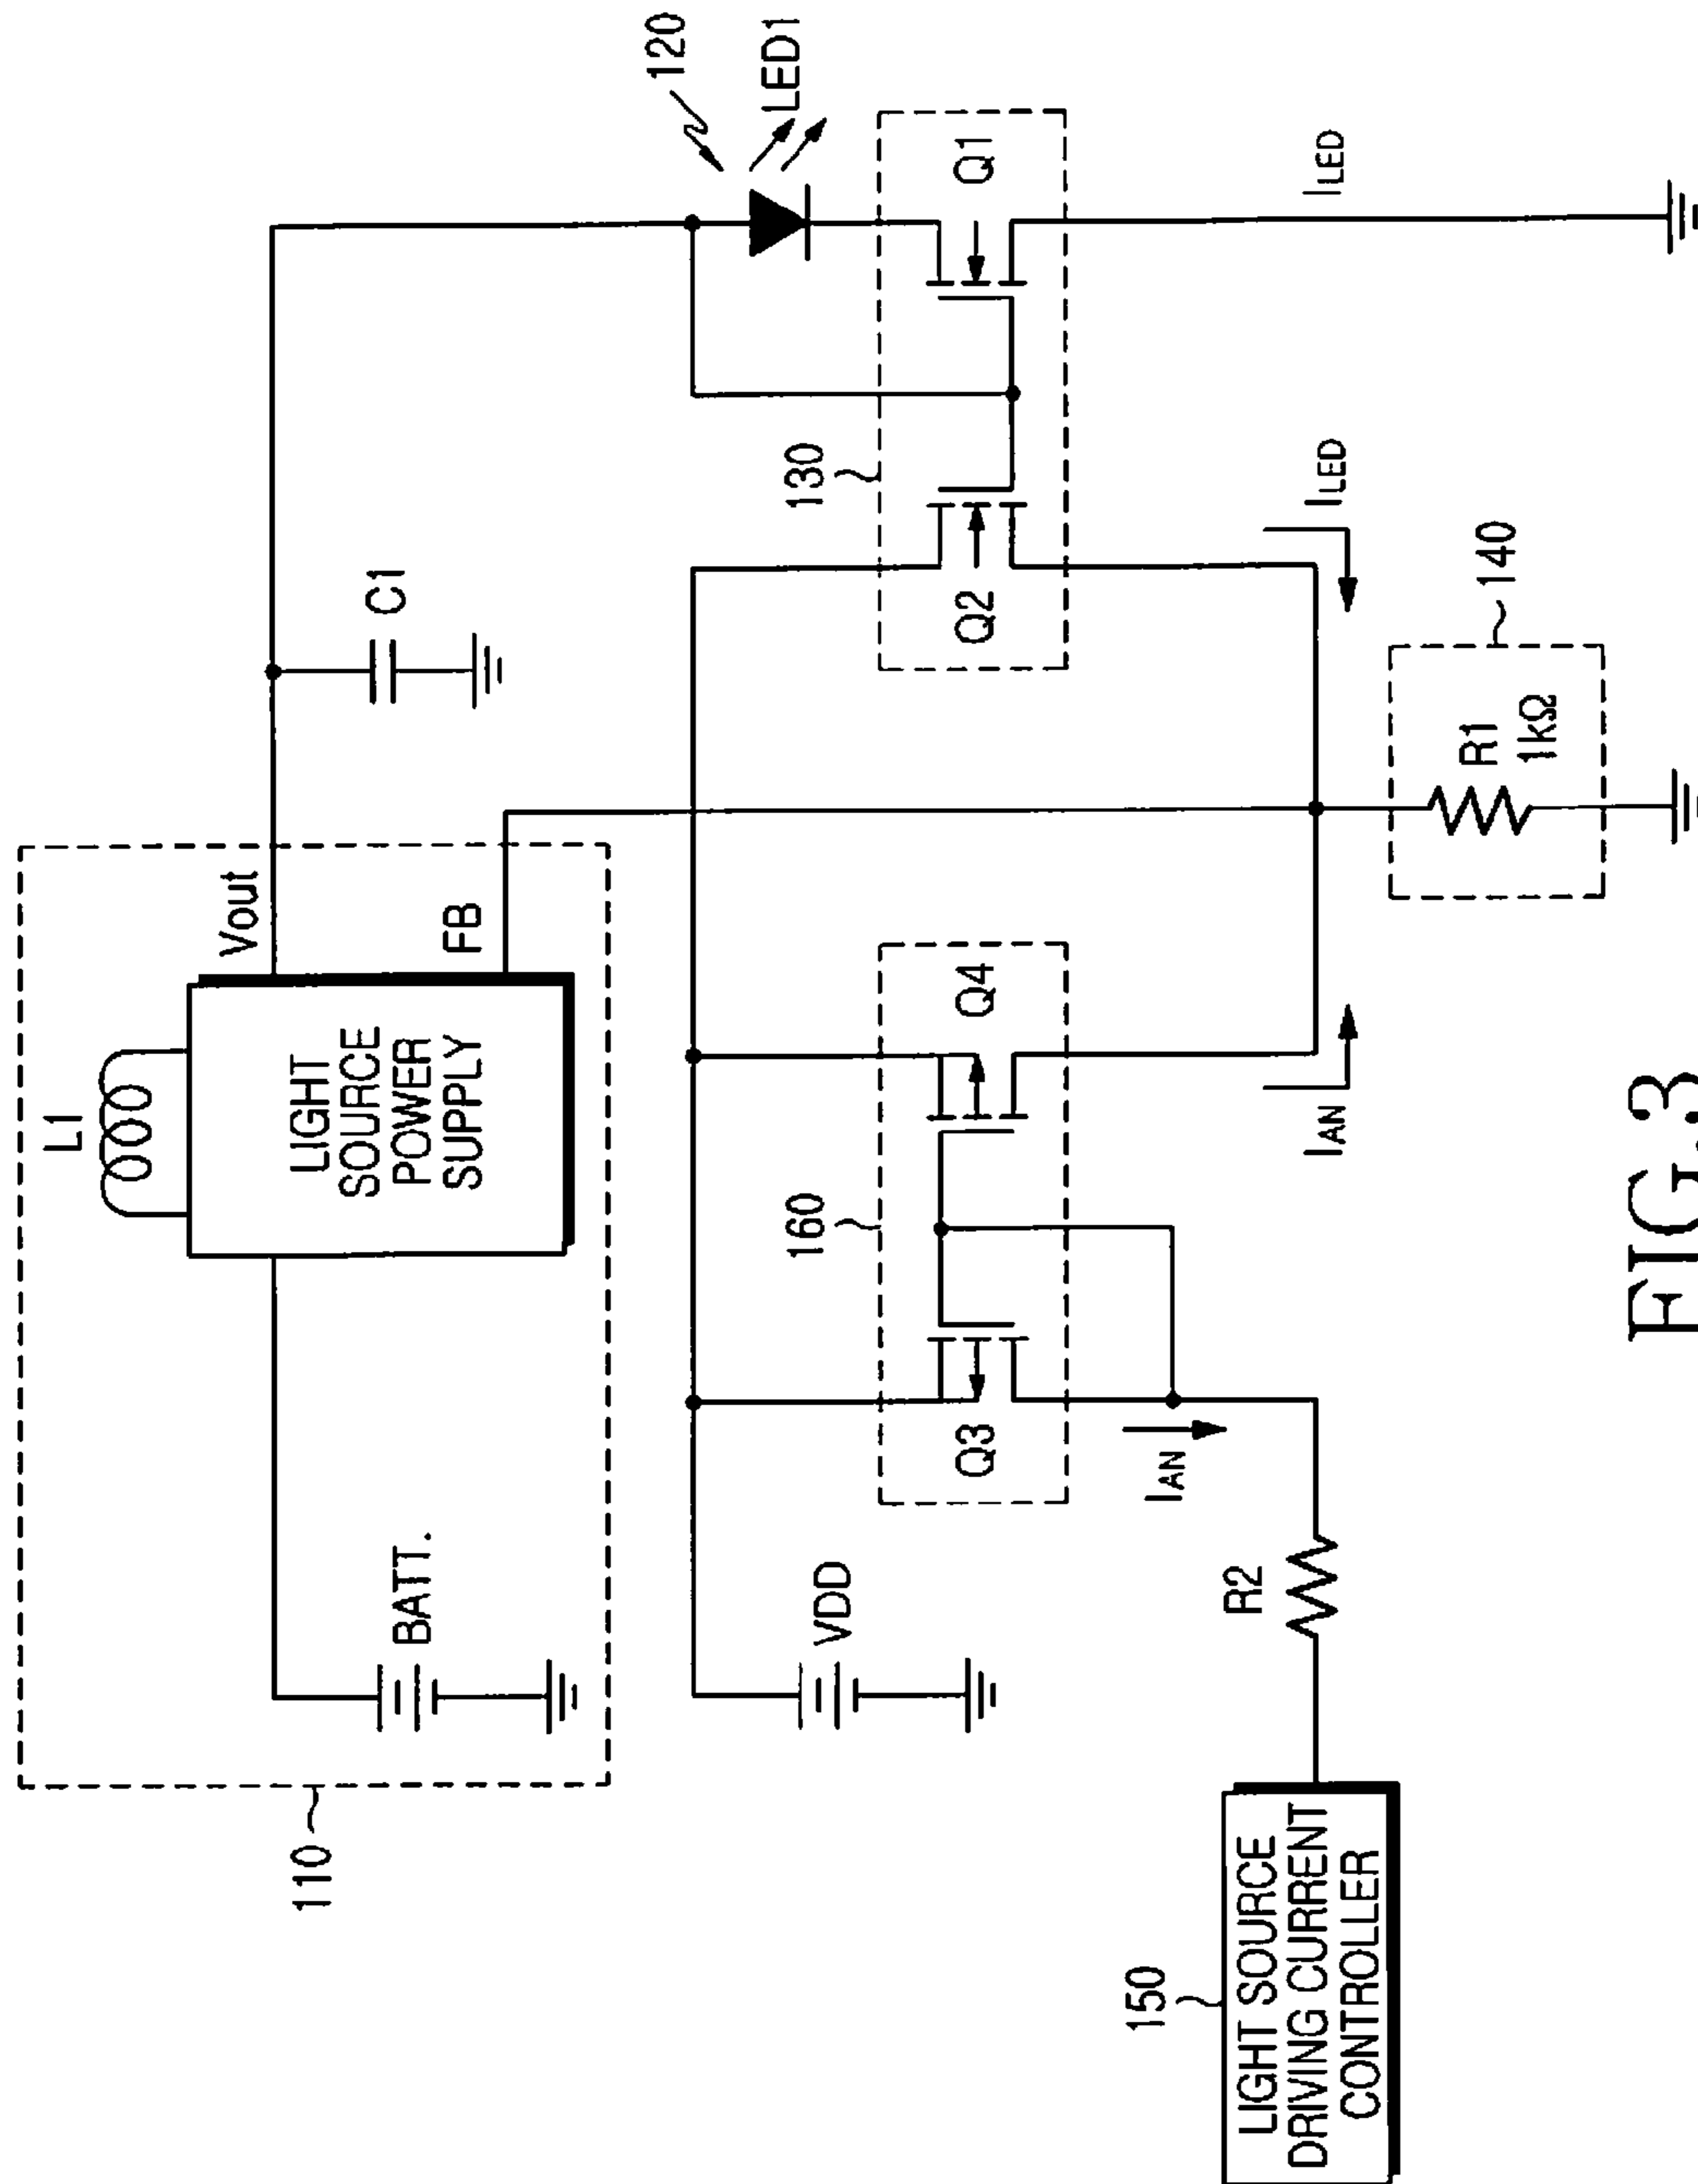 110
L1
LIGHT
SOURCE
POWER
SUPPLY
Vout
FB
BATT.
C1
120
LED1
VDD
160
Q3
Q4
130
Q2
Q1
IAN
IAN
ILED
ILED
R2
140
R1
1kΩ
150
LIGHT SOURCE
DRIVING CURRENT
CONTROLLER
FIG.3